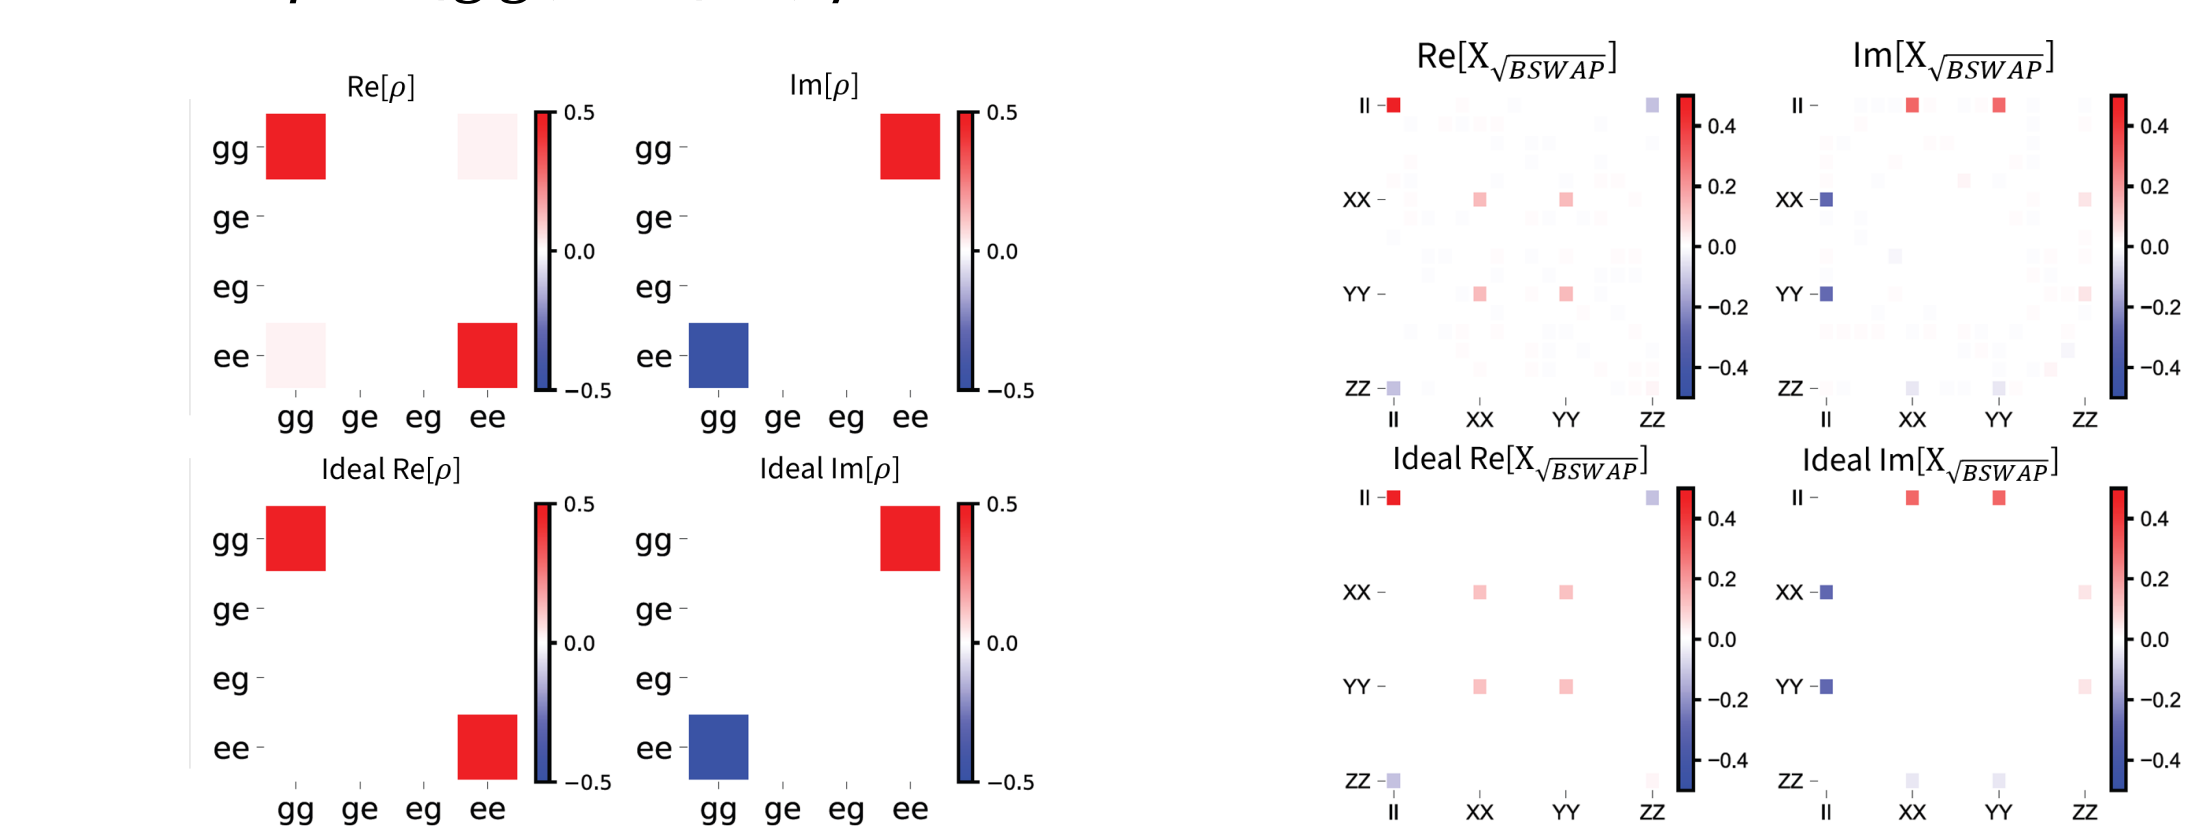 Re[ρ]
gg
ge
eg
ee
gg ge eg ee
0.5
0.0
−0.5
Im[ρ]
gg
ge
eg
ee
gg ge eg ee
0.5
0.0
−0.5
Re[X√BSWAP]
II
XX
YY
ZZ
II XX YY ZZ
0.4
0.2
0.0
−0.2
−0.4
Im[X√BSWAP]
II
XX
YY
ZZ
II XX YY ZZ
0.4
0.2
0.0
−0.2
−0.4
Ideal Re[ρ]
gg
ge
eg
ee
gg ge eg ee
0.5
0.0
−0.5
Ideal Im[ρ]
gg
ge
eg
ee
gg ge eg ee
0.5
0.0
−0.5
Ideal Re[X√BSWAP]
II
XX
YY
ZZ
II XX YY ZZ
0.4
0.2
0.0
−0.2
−0.4
Ideal Im[X√BSWAP]
II
XX
YY
ZZ
II XX YY ZZ
0.4
0.2
0.0
−0.2
−0.4